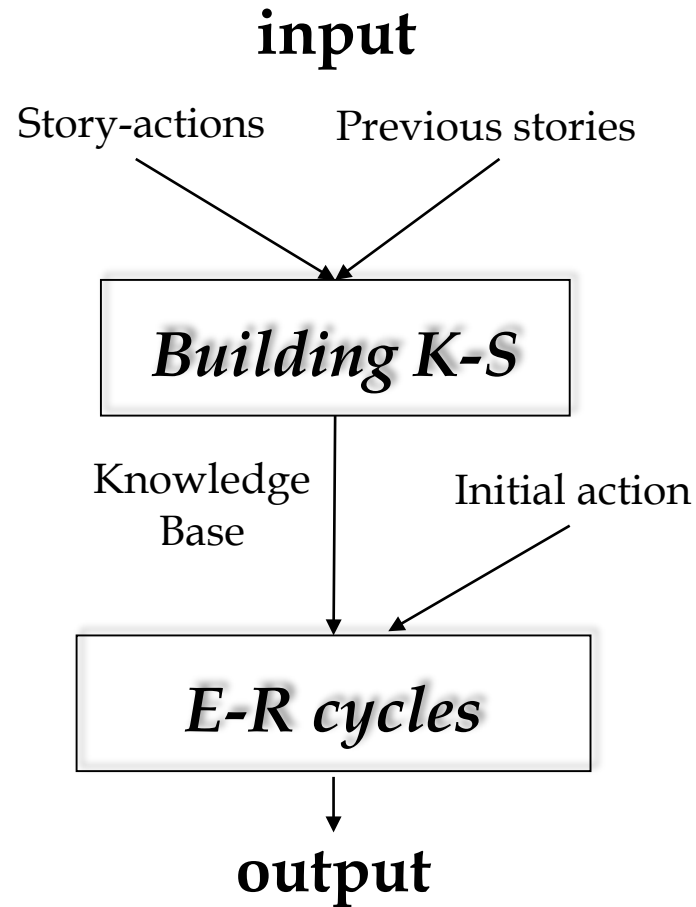 input
Story-actions
Previous stories
Building K-S
Knowledge
Base
Initial action
E-R cycles
output